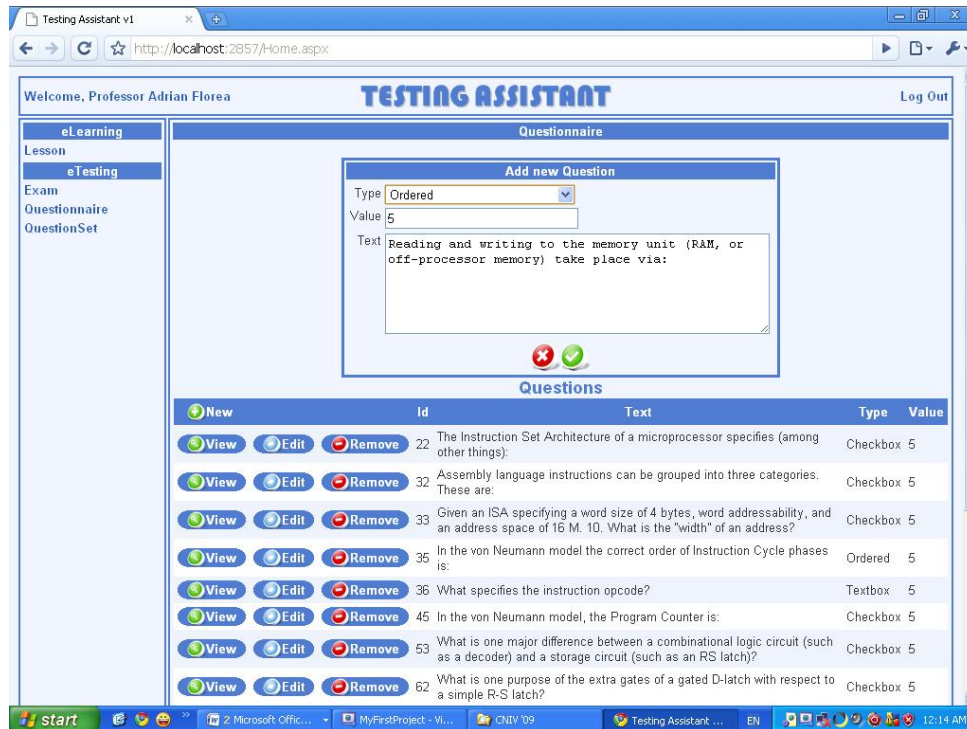 Testing Assistant v1
http://localhost:2857/Home.aspx
Welcome, Professor Adrian Florea
TESTING ASSISTANT
Log Out
eLearning
Lesson
eTesting
Exam
Questionnaire
QuestionSet
Questionnaire
Add new Question
Type Ordered
Value 5
Text Reading and writing to the memory unit (RAM, or
off-processor memory) take place via:
Questions
New Id Text Type Value
View Edit Remove 22 The Instruction Set Architecture of a microprocessor specifies (among
other things): Checkbox 5
View Edit Remove 32 Assembly language instructions can be grouped into three categories.
These are: Checkbox 5
View Edit Remove 33 Given an ISA specifying a word size of 4 bytes, word addressability, and
an address space of 16 M. 10. What is the "width" of an address? Checkbox 5
View Edit Remove 35 In the von Neumann model the correct order of Instruction Cycle phases
is: Ordered 5
View Edit Remove 36 What specifies the instruction opcode? Textbox 5
View Edit Remove 45 In the von Neumann model, the Program Counter is: Checkbox 5
View Edit Remove 53 What is one major difference between a combinational logic circuit (such
as a decoder) and a storage circuit (such as an RS latch)? Checkbox 5
View Edit Remove 62 What is one purpose of the extra gates of a gated D-latch with respect to
a simple R-S latch? Checkbox 5
start 2 Microsoft Offic... MyFirstProject - Vi... CNIV '09 Testing Assistant ... EN 12:14 AM